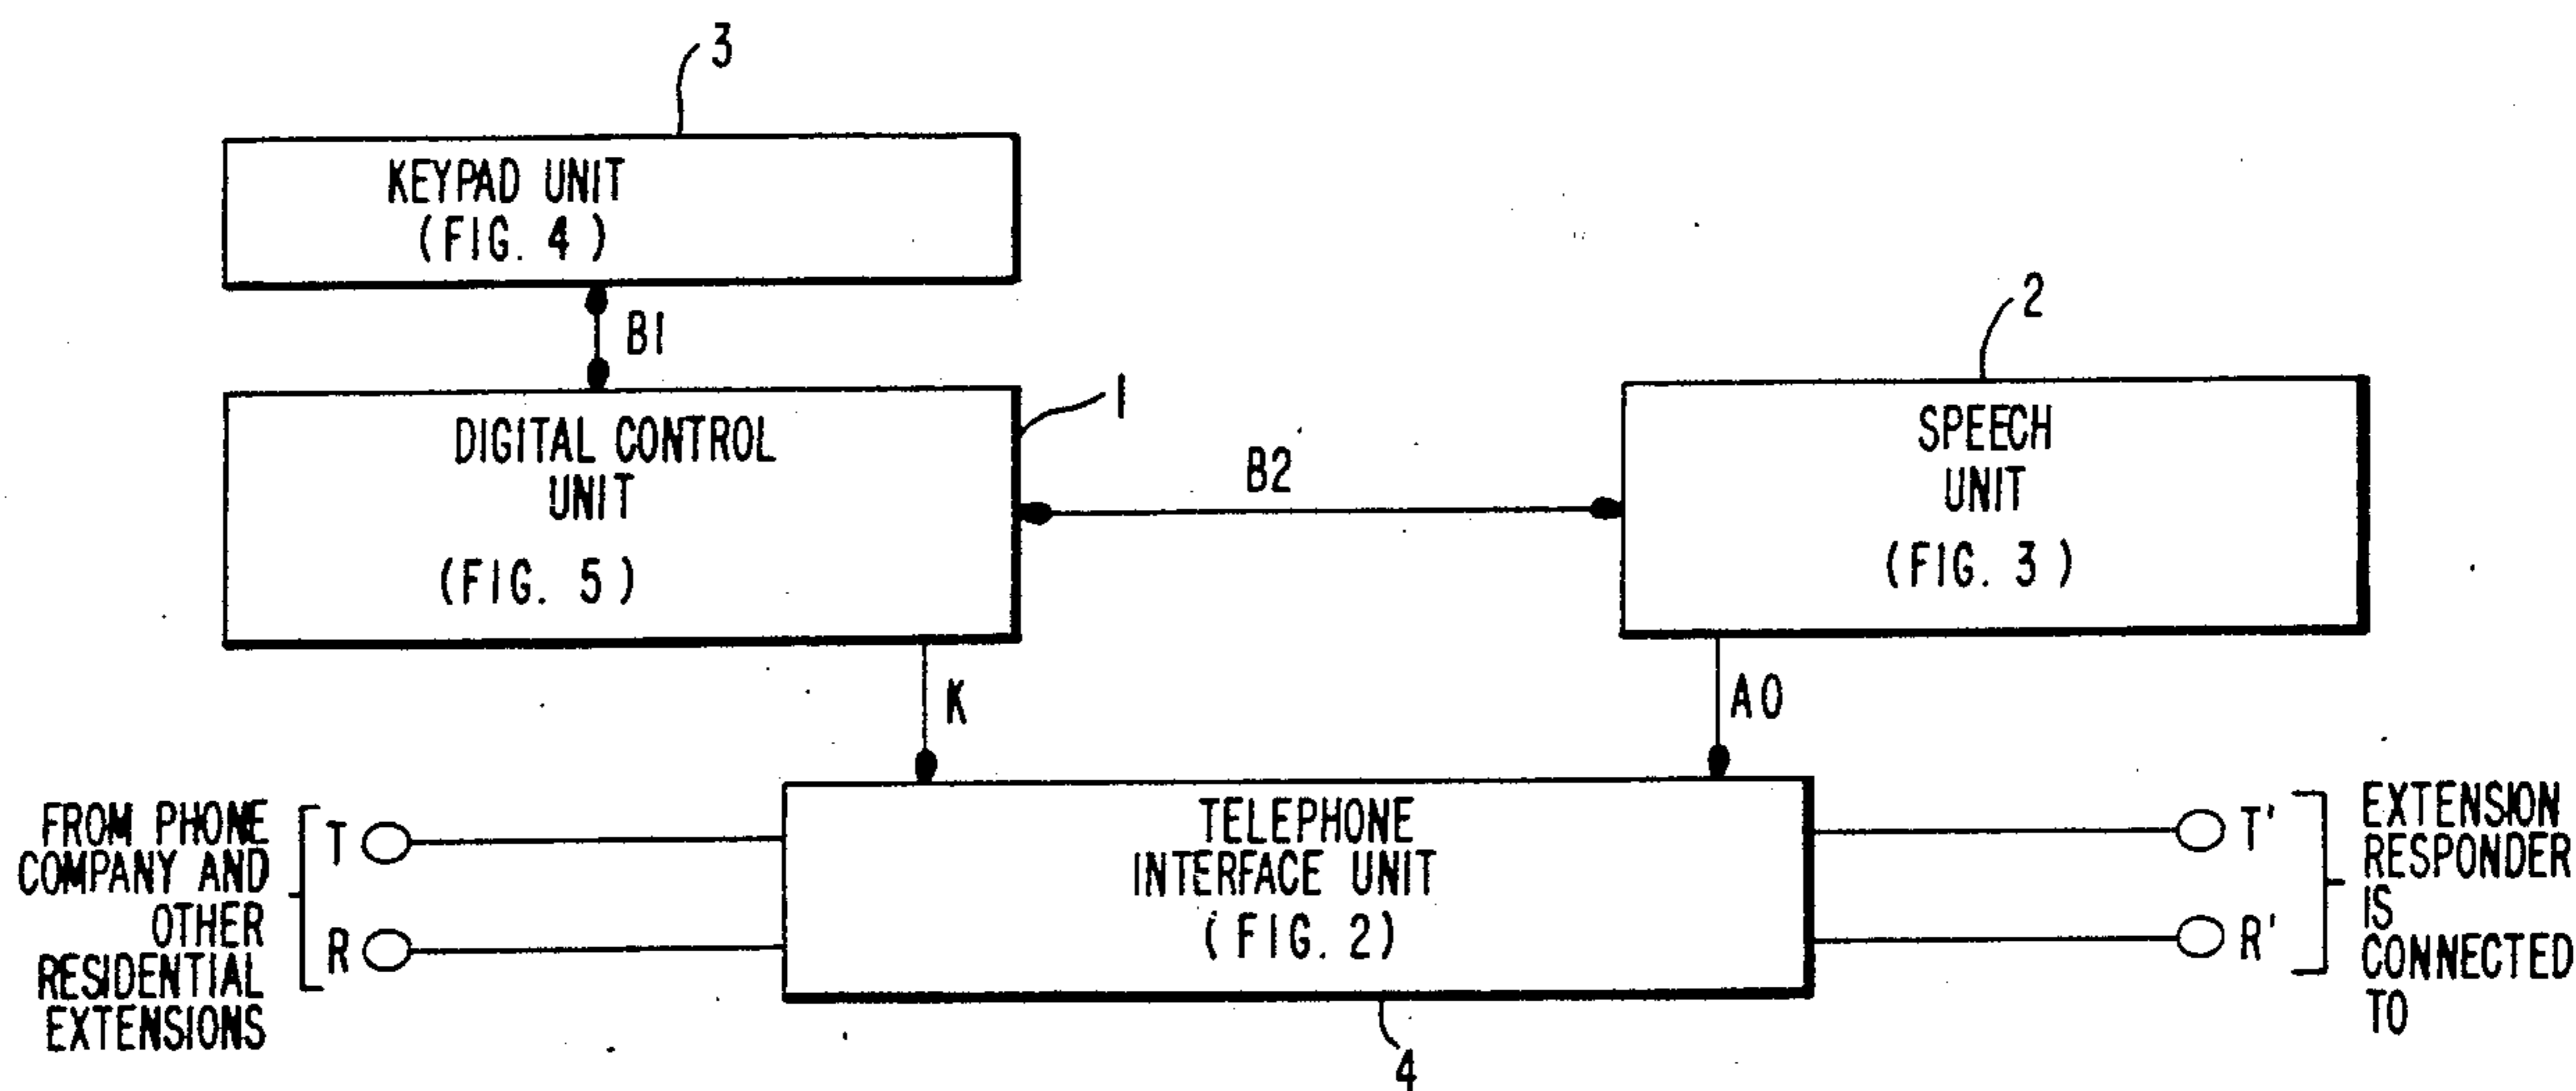 3
KEYPAD UNIT
(FIG. 4)
B1
2
1
DIGITAL CONTROL
UNIT
(FIG. 5)
B2
SPEECH
UNIT
(FIG. 3)
K
AO
FROM PHONE
COMPANY AND
OTHER
RESIDENTIAL
EXTENSIONS
T
R
TELEPHONE
INTERFACE UNIT
(FIG. 2)
T'
R'
EXTENSION
RESPONDER
IS
CONNECTED
TO
4